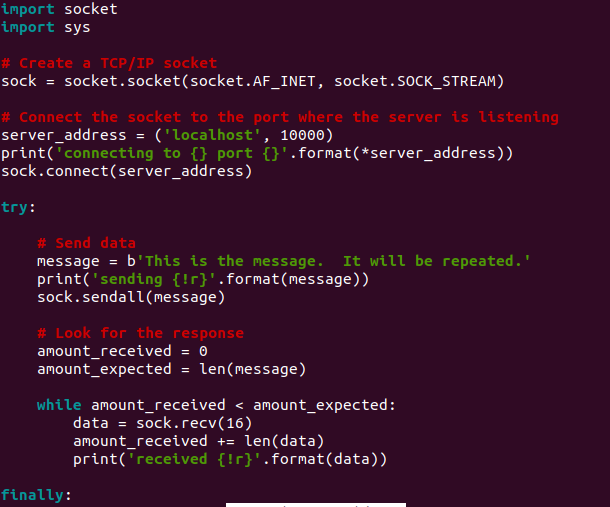 import socket
import sys
# Create a TCP/IP socket
sock = socket.socket(socket.AF_INET, socket.SOCK_STREAM)
# Connect the socket to the port where the server is listening
server_address = ('localhost', 10000)
print('connecting to {} port {}'.format(*server_address))
sock.connect(server_address)
try:
    # Send data
    message = b'This is the message.  It will be repeated.'
    print('sending {!r}'.format(message))
    sock.sendall(message)
    # Look for the response
    amount_received = 0
    amount_expected = len(message)
    while amount_received < amount_expected:
        data = sock.recv(16)
        amount_received += len(data)
        print('received {!r}'.format(data))
finally: